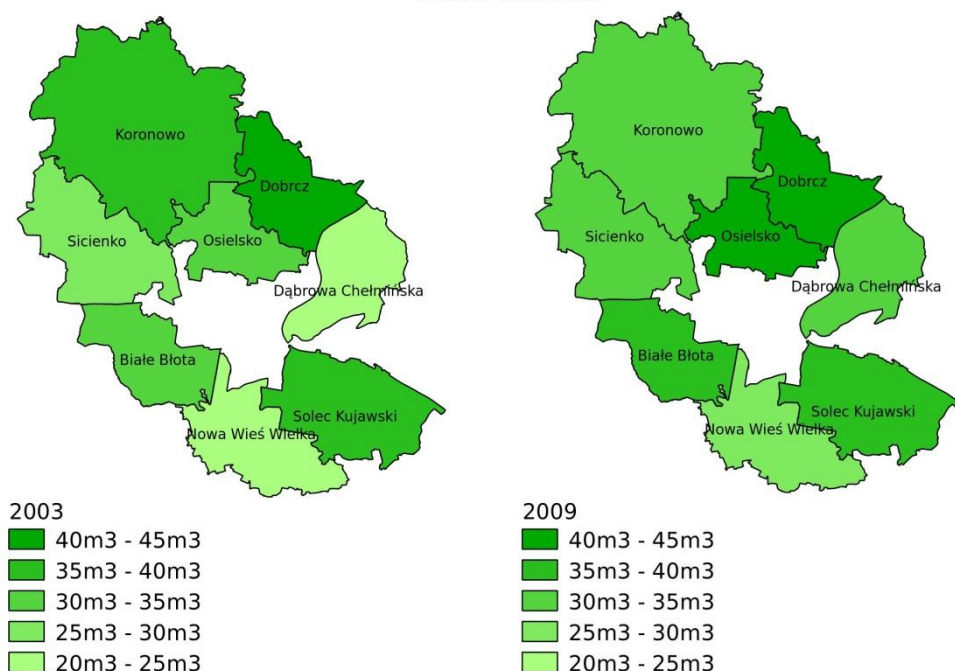 Koronowo
Dobrcz
Sicienko
Osielsko
Dąbrowa Chełmińska
Białe Błota
Solec Kujawski
Nowa Wieś Wielka
2003
40m3 - 45m3
35m3 - 40m3
30m3 - 35m3
25m3 - 30m3
20m3 - 25m3
Koronowo
Dobrcz
Sicienko
Osielsko
Dąbrowa Chełmińska
Białe Błota
Solec Kujawski
Nowa Wieś Wielka
2009
40m3 - 45m3
35m3 - 40m3
30m3 - 35m3
25m3 - 30m3
20m3 - 25m3